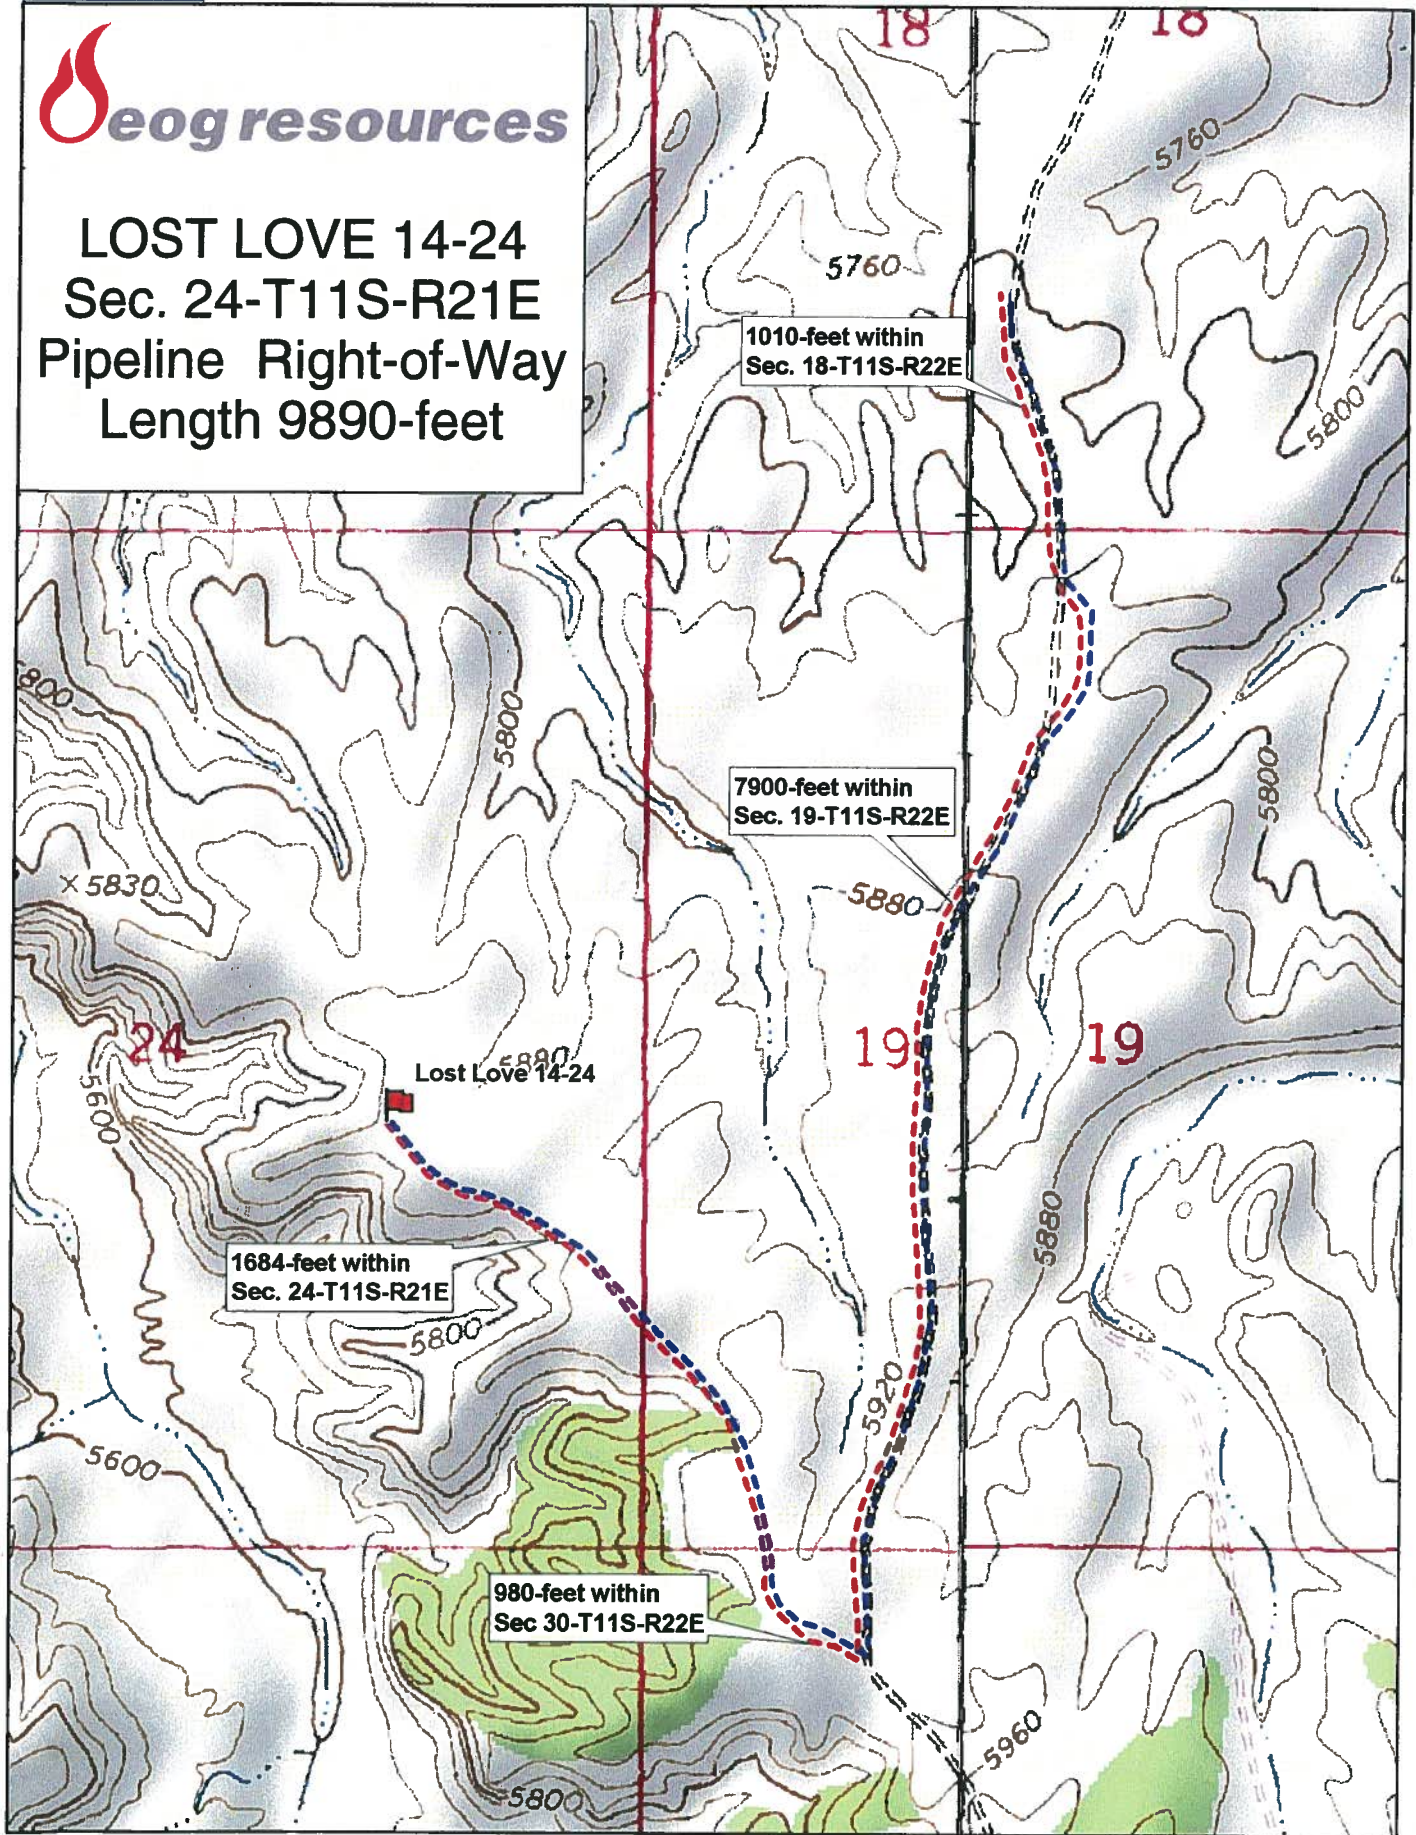 eog resources
LOST LOVE 14-24
Sec. 24-T11S-R21E
Pipeline Right-of-Way
Length 9890-feet
18
18
5760
5760
1010-feet within
Sec. 18-T11S-R22E
5800
800
5800
7900-feet within
Sec. 19-T11S-R22E
5800
×5830
5880
24
19
19
5880
Lost Love 14-24
5600
5880
1684-feet within
Sec. 24-T11S-R21E
5800
5920
5600
980-feet within
Sec 30-T11S-R22E
5960
5800